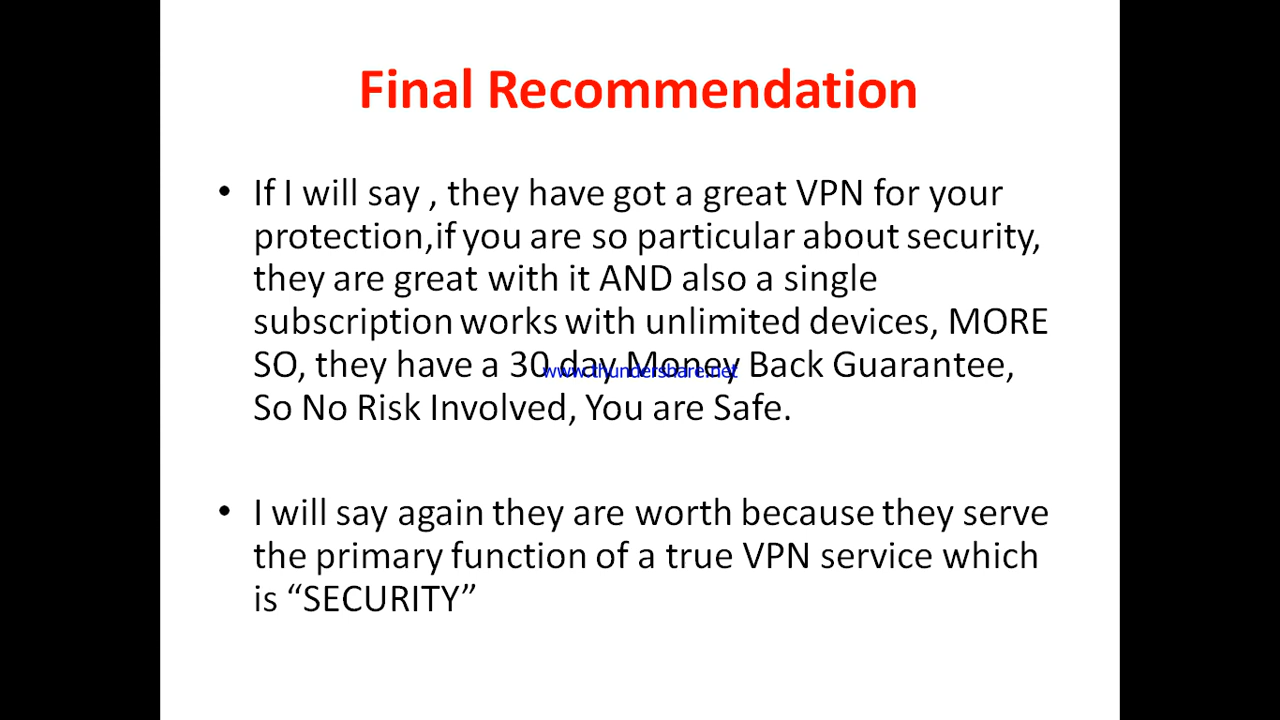 Final Recommendation
• If I will say , they have got a great VPN for your
protection,if you are so particular about security,
they are great with it AND also a single
subscription works with unlimited devices, MORE
SO, they have a 30 day Money Back Guarantee,
www.thundershare.net
So No Risk Involved, You are Safe.
• I will say again they are worth because they serve
the primary function of a true VPN service which
is “SECURITY”